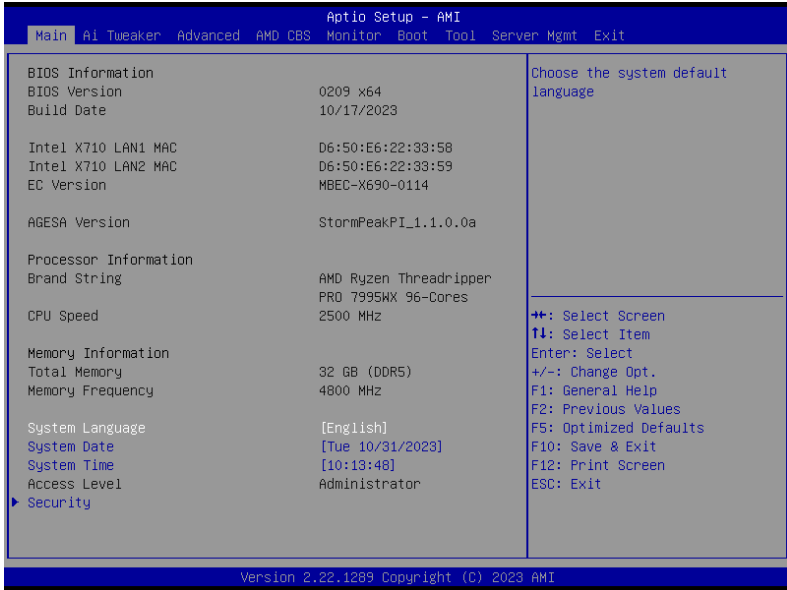 Aptio Setup - AMI
Main Ai Tweaker Advanced AMD CBS Monitor Boot Tool Server Mgmt Exit
BIOS Information
BIOS Version 0209 x64
Build Date 10/17/2023
Intel X710 LAN1 MAC D6:50:E6:22:33:58
Intel X710 LAN2 MAC D6:50:E6:22:33:59
EC Version MBEC-X690-0114
AGESA Version StormPeakPI_1.1.0.0a
Processor Information
Brand String AMD Ryzen Threadripper
PRO 7995WX 96-Cores
CPU Speed 2500 MHz
Memory Information
Total Memory 32 GB (DDR5)
Memory Frequency 4800 MHz
System Language [English]
System Date [Tue 10/31/2023]
System Time [10:13:48]
Access Level Administrator
Security
Choose the system default
language
→←: Select Screen
↑↓: Select Item
Enter: Select
+/-: Change Opt.
F1: General Help
F2: Previous Values
F5: Optimized Defaults
F10: Save & Exit
F12: Print Screen
ESC: Exit
Version 2.22.1289 Copyright (C) 2023 AMI